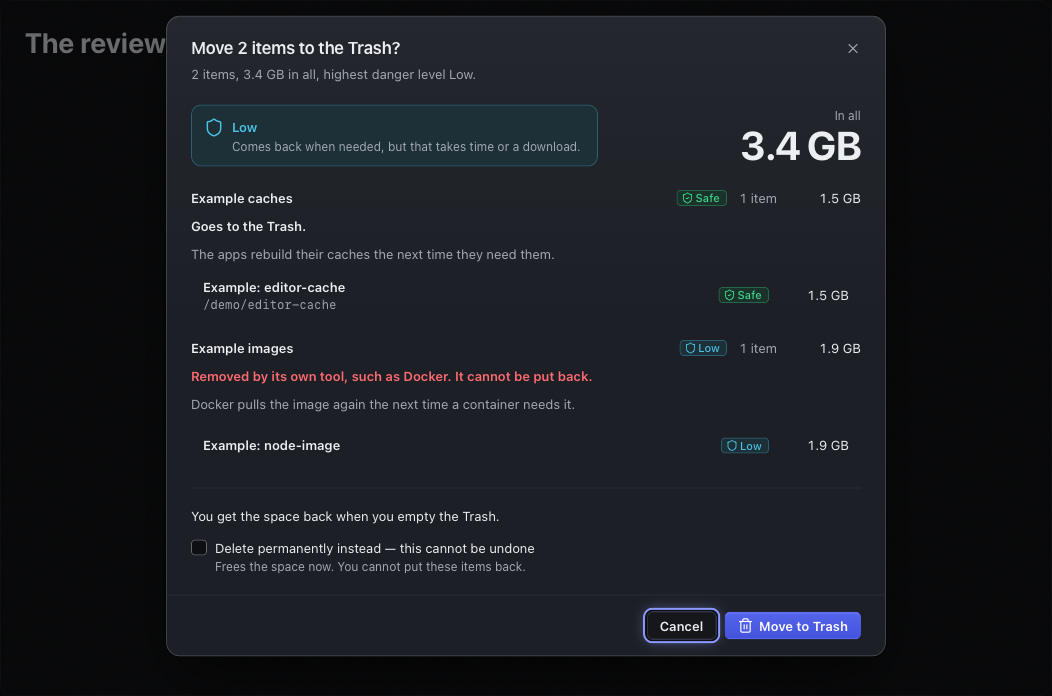 The review
Move 2 items to the Trash?
2 items, 3.4 GB in all, highest danger level Low.
Low
Comes back when needed, but that takes time or a download.
In all
3.4 GB
Example caches Safe 1 item 1.5 GB
Goes to the Trash.
The apps rebuild their caches the next time they need them.
Example: editor-cache
/demo/editor-cache
Safe 1.5 GB
Example images Low 1 item 1.9 GB
Removed by its own tool, such as Docker. It cannot be put back.
Docker pulls the image again the next time a container needs it.
Example: node-image Low 1.9 GB
You get the space back when you empty the Trash.
Delete permanently instead — this cannot be undone
Frees the space now. You cannot put these items back.
Cancel Move to Trash